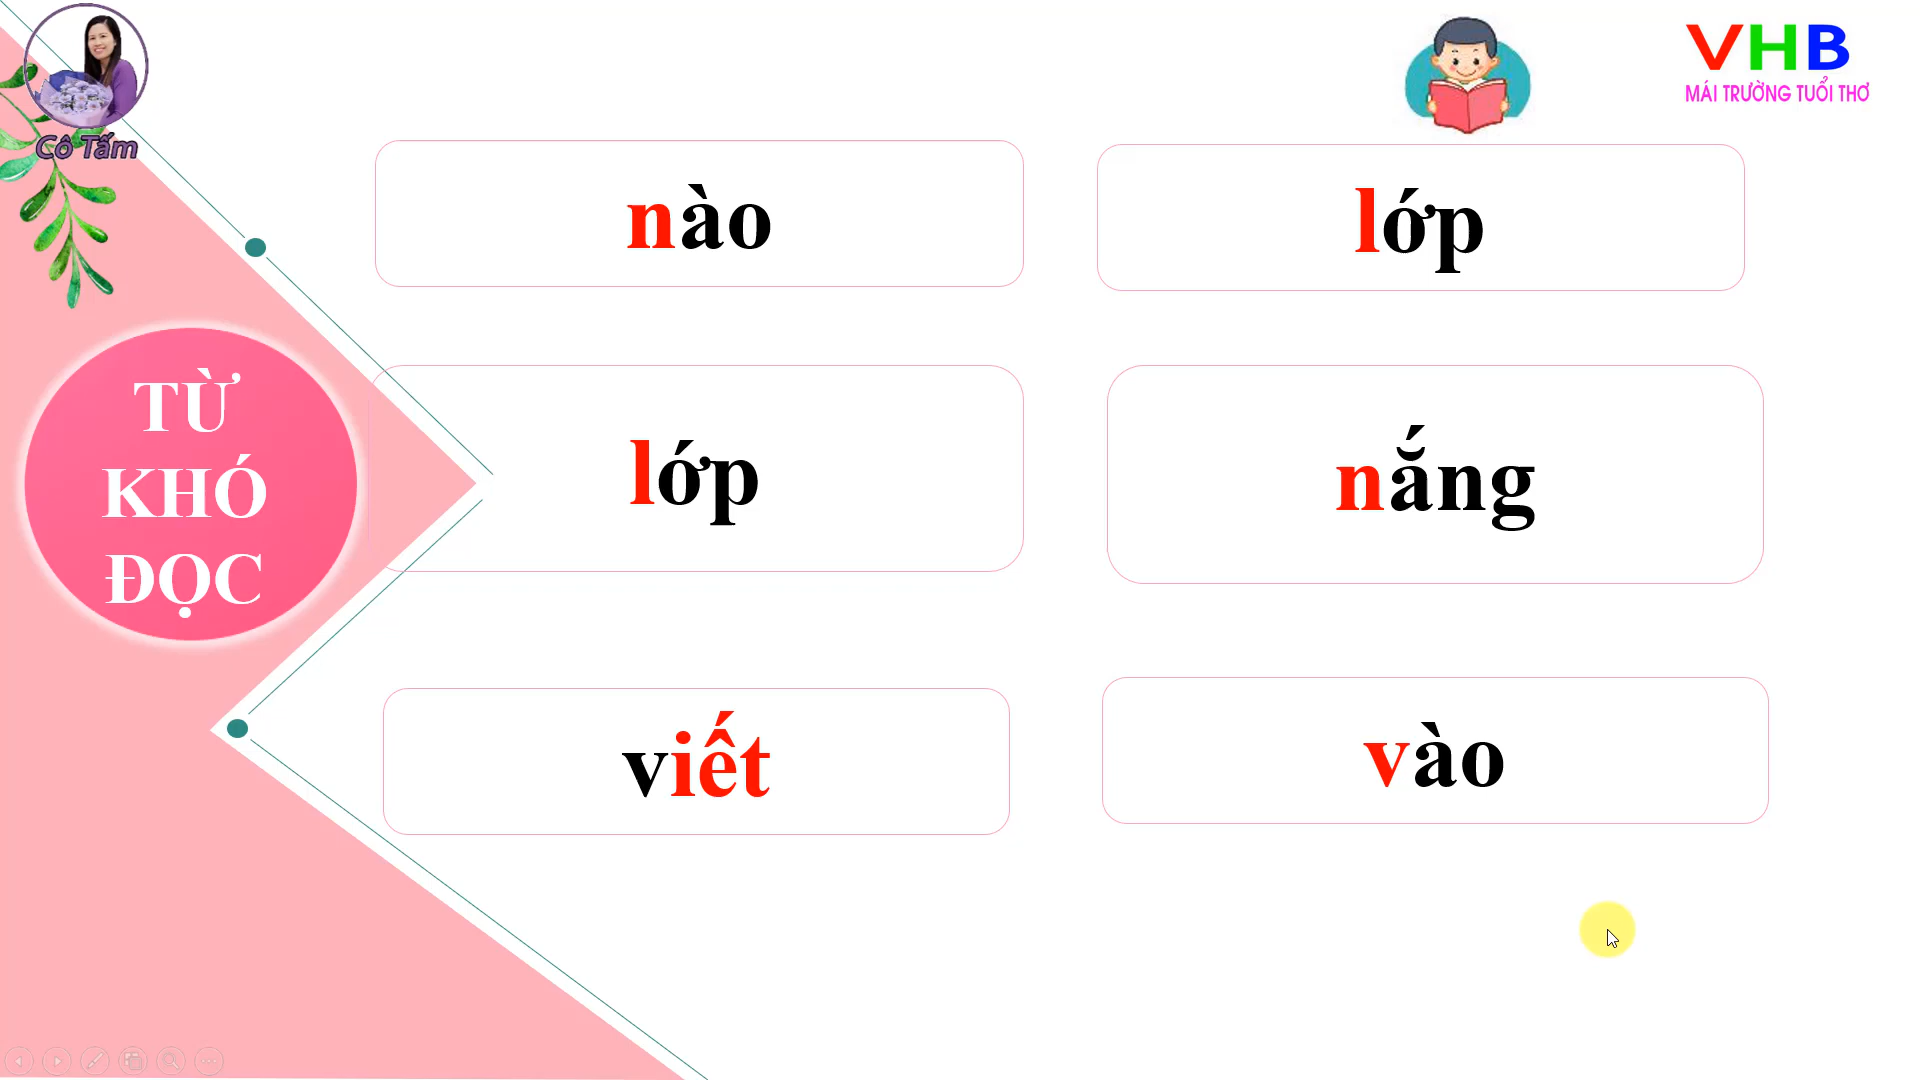 Cô Tấm
VHB
MÁI TRƯỜNG TUỔI THƠ
TỪ
KHÓ
ĐỌC
nào
lớp
lớp
nắng
viết
vào